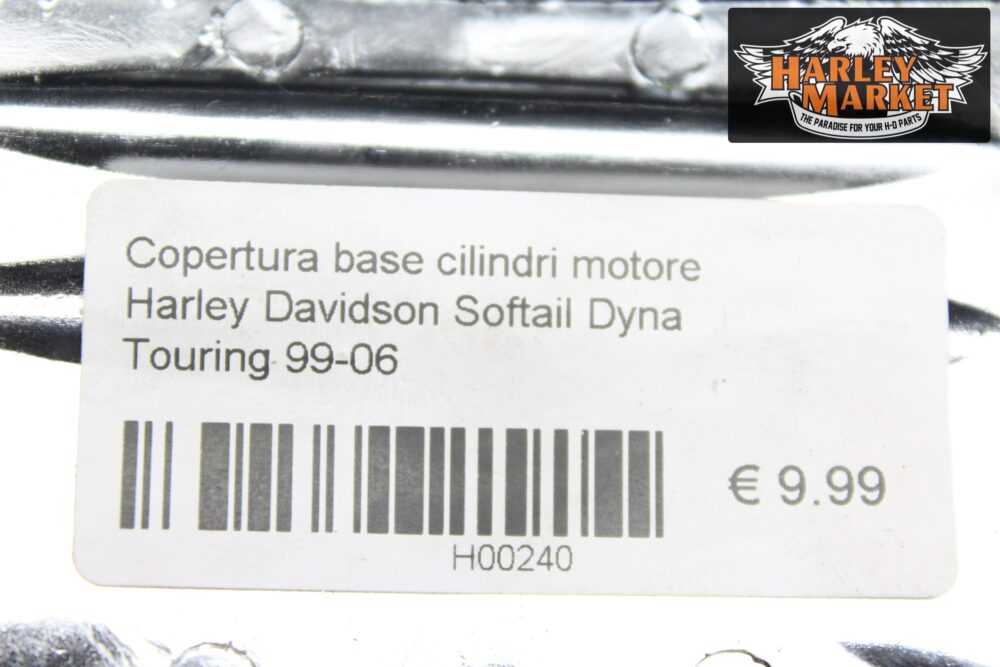 HARLEY
MARKET
THE PARADISE FOR YOUR H-D PARTS
Copertura base cilindri motore
Harley Davidson Softail Dyna
Touring 99-06
€ 9.99
H00240